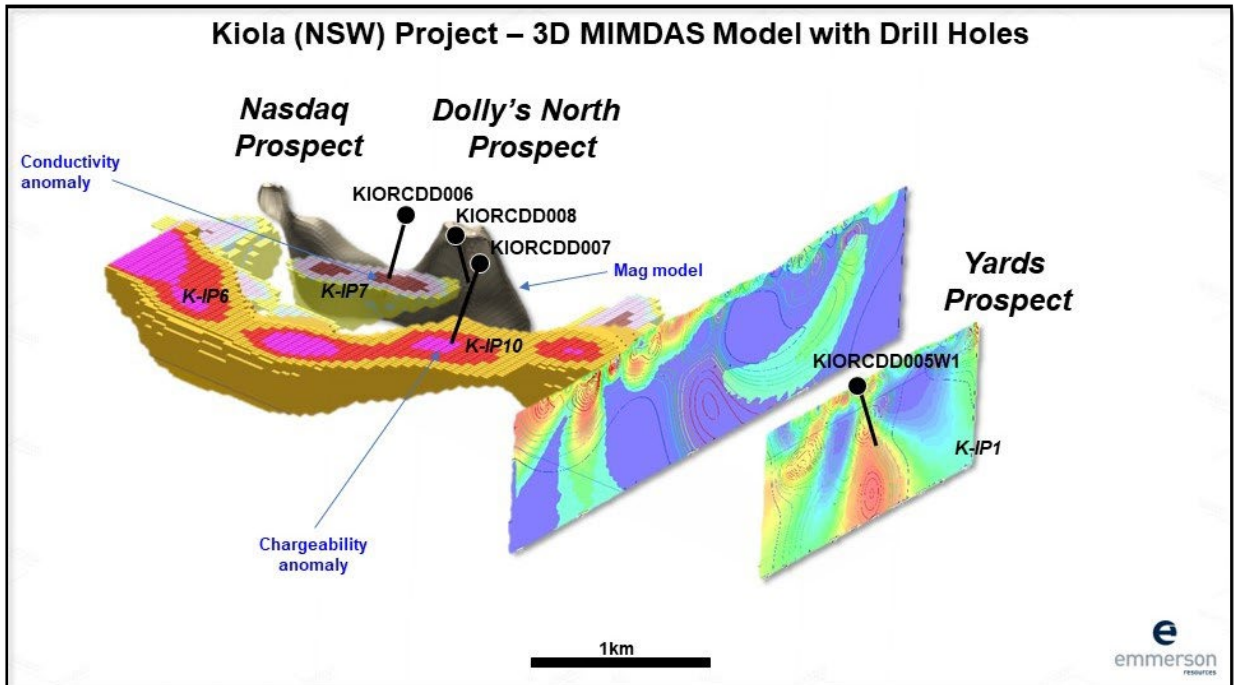 Kiola (NSW) Project – 3D MIMDAS Model with Drill Holes
Nasdaq
Prospect
Dolly's North
Prospect
Conductivity
anomaly
KIORCDD006
KIORCDD008
KIORCDD007
Mag model
Yards
Prospect
K-IP6
K-IP7
K-IP10
KIORCDD005W1
K-IP1
Chargeability
anomaly
1km
emmerson
resources